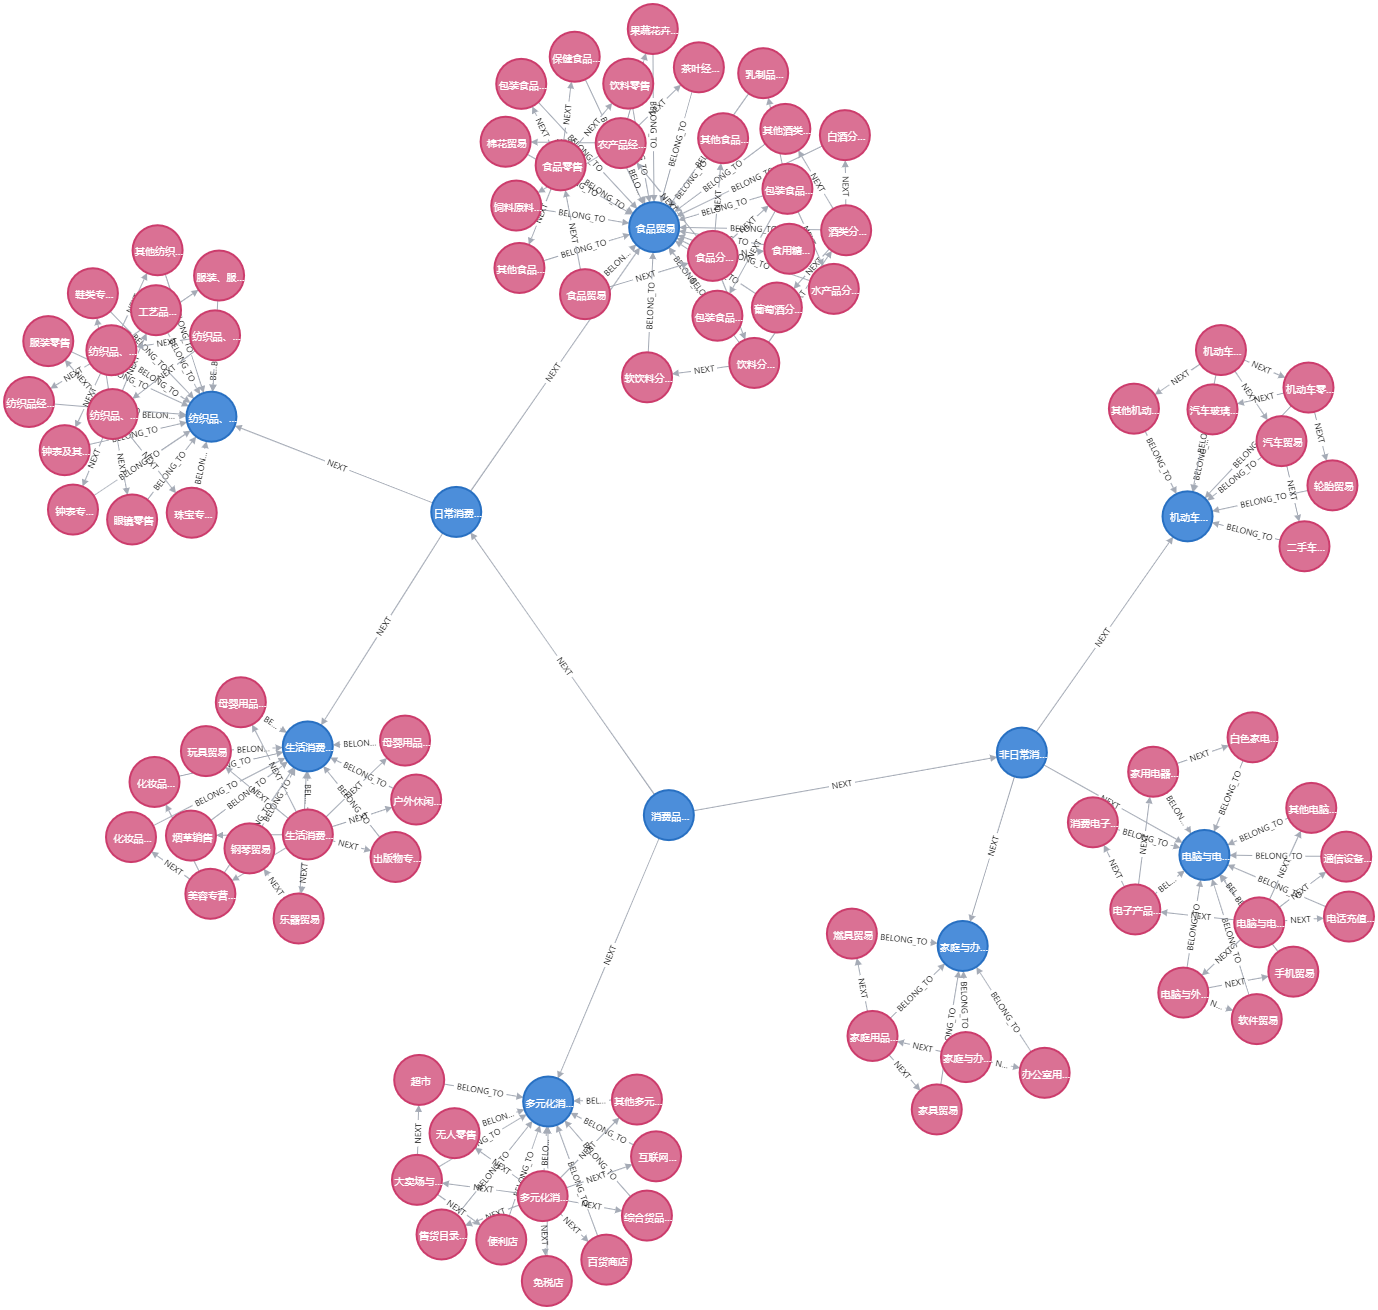 果蔬花卉...
保健食品...
茶叶经...
乳制品...
包装食品...
饮料零售
棉花贸易
农产品经...
其他食品...
其他酒类...
白酒分...
食品零售
包装食品...
饲料原料...
食品贸易
酒类分...
食品分...
食用糖...
其他食品...
食品贸易
水产品分...
包装食品...
葡萄酒分...
软饮料分...
饮料分...
其他纺织...
服装、服...
鞋类专...
工艺品...
服装零售
纺织品、...
纺织品、...
纺织品经...
纺织品、...
纺织品、...
钟表及其...
钟表专...
眼镜零售
珠宝专...
日常消费...
机动车...
其他机动...
汽车玻璃...
机动车零...
汽车贸易
轮胎贸易
机动车...
二手车...
母婴用品...
玩具贸易
生活消费...
母婴用品...
化妆品...
户外休闲...
化妆品...
烟草销售
钢琴贸易
生活消费...
出版物专...
美容专营...
乐器贸易
消费品...
非日常消...
白色家电...
家用电器...
消费电子...
其他电脑...
电脑与电...
通信设备...
电子产品...
电脑与电...
电话充值...
电脑与外...
手机贸易
软件贸易
燃具贸易
家庭与办...
家庭用品...
家庭与办...
办公室用...
家具贸易
超市
多元化消...
其他多元...
无人零售
互联网...
大卖场与...
多元化消...
综合货品...
售货目录...
便利店
百货商店
免税店
NEXT
NEXT
NEXT
NEXT
NEXT
NEXT
NEXT
NEXT
NEXT
BELONG_TO
BELONG_TO
BELONG_TO
BELONG_TO
BELONG_TO
BELONG_TO